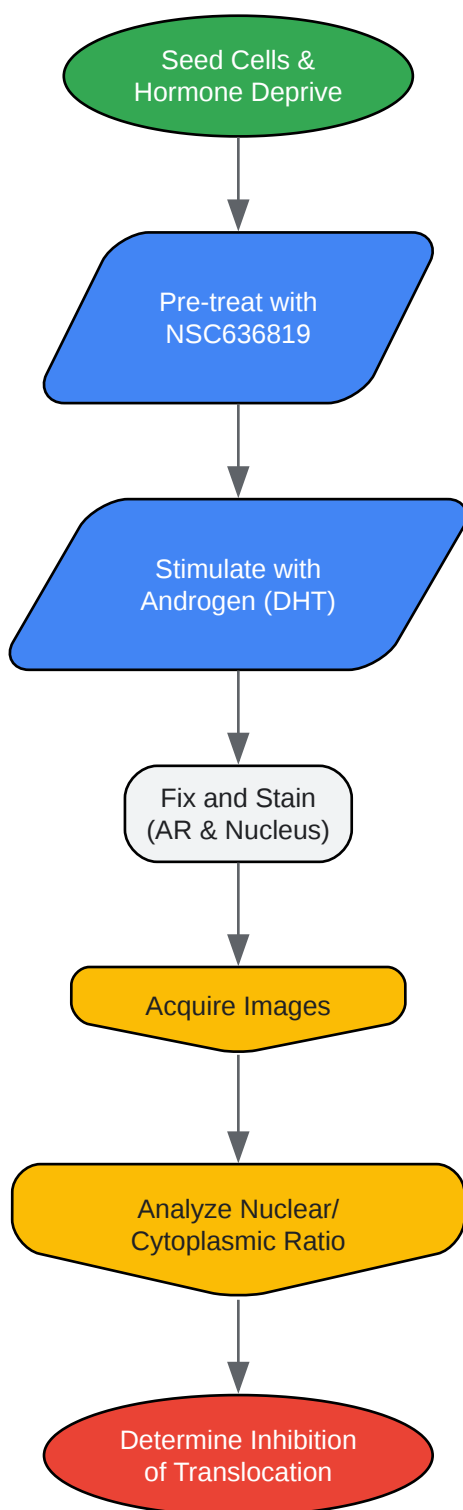 Seed Cells &
Hormone Deprive
Pre-treat with
NSC636819
Stimulate with
Androgen (DHT)
Fix and Stain
(AR & Nucleus)
Acquire Images
Analyze Nuclear/
Cytoplasmic Ratio
Determine Inhibition
of Translocation